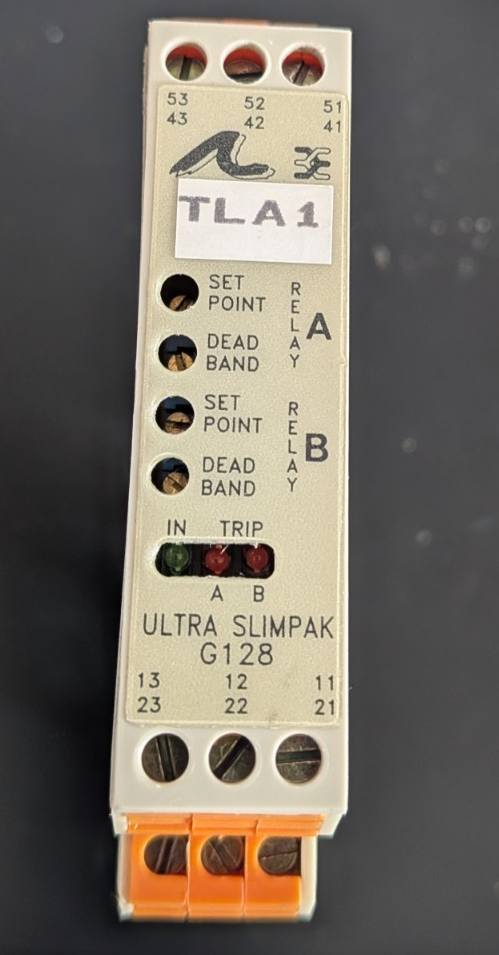 53 52 51
43 42 41
TLA1
SET
POINT
DEAD
BAND
RELAY A
SET
POINT
DEAD
BAND
RELAY B
IN TRIP
A B
ULTRA SLIMPAK
G128
13 12 11
23 22 21